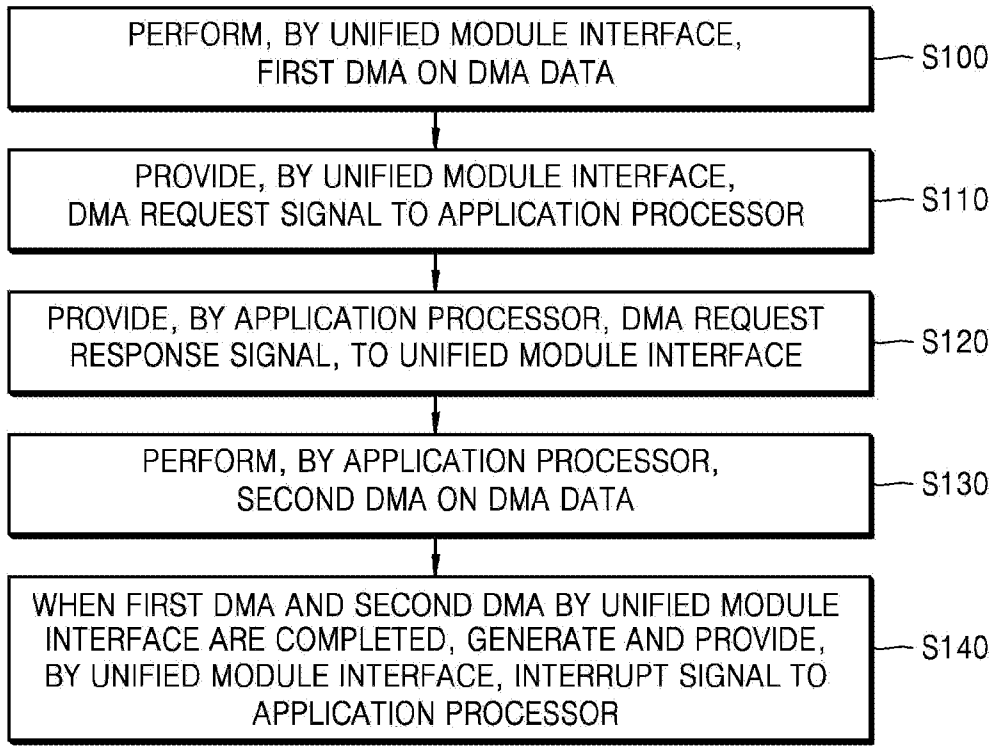 PERFORM, BY UNIFIED MODULE INTERFACE,
FIRST DMA ON DMA DATA
S100
PROVIDE, BY UNIFIED MODULE INTERFACE,
DMA REQUEST SIGNAL TO APPLICATION PROCESSOR
S110
PROVIDE, BY APPLICATION PROCESSOR, DMA REQUEST
RESPONSE SIGNAL, TO UNIFIED MODULE INTERFACE
S120
PERFORM, BY APPLICATION PROCESSOR,
SECOND DMA ON DMA DATA
S130
WHEN FIRST DMA AND SECOND DMA BY UNIFIED MODULE
INTERFACE ARE COMPLETED, GENERATE AND PROVIDE,
BY UNIFIED MODULE INTERFACE, INTERRUPT SIGNAL TO
APPLICATION PROCESSOR
S140